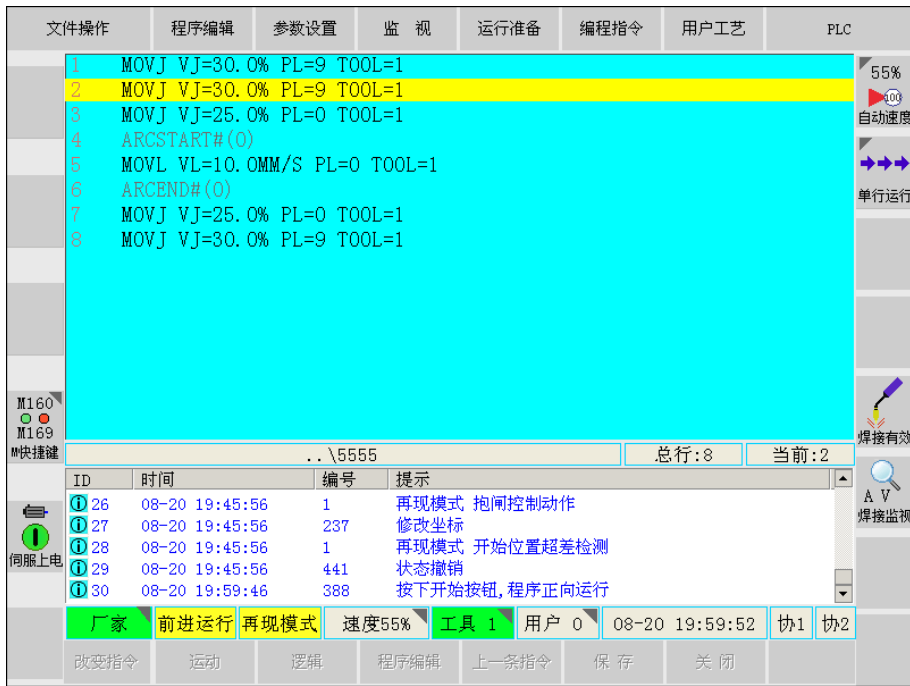 文件操作 程序编辑 参数设置 监 视 运行准备 编程指令 用户工艺 PLC
1 MOVJ VJ=30.0% PL=9 TOOL=1
2 MOVJ VJ=30.0% PL=9 TOOL=1
3 MOVJ VJ=25.0% PL=0 TOOL=1
4 ARCSTART#(0)
5 MOVL VL=10.0MM/S PL=0 TOOL=1
6 ARCEND#(0)
7 MOVJ VJ=25.0% PL=0 TOOL=1
8 MOVJ VJ=30.0% PL=9 TOOL=1
55%
100
自动速度
单行运行
焊接有效
A V
焊接监视
M160
M169
M快捷键
伺服上电
..\5555 总行:8 当前:2
ID 时间 编号 提示
26 08-20 19:45:56 1 再现模式 抱闸控制动作
27 08-20 19:45:56 237 修改坐标
28 08-20 19:45:56 1 再现模式 开始位置超差检测
29 08-20 19:45:56 441 状态撤销
30 08-20 19:59:46 388 按下开始按钮,程序正向运行
厂家 前进运行 再现模式 速度55% 工具 1 用户 0 08-20 19:59:52 协1 协2
改变指令 运动 逻辑 程序编辑 上一条指令 保 存 关 闭